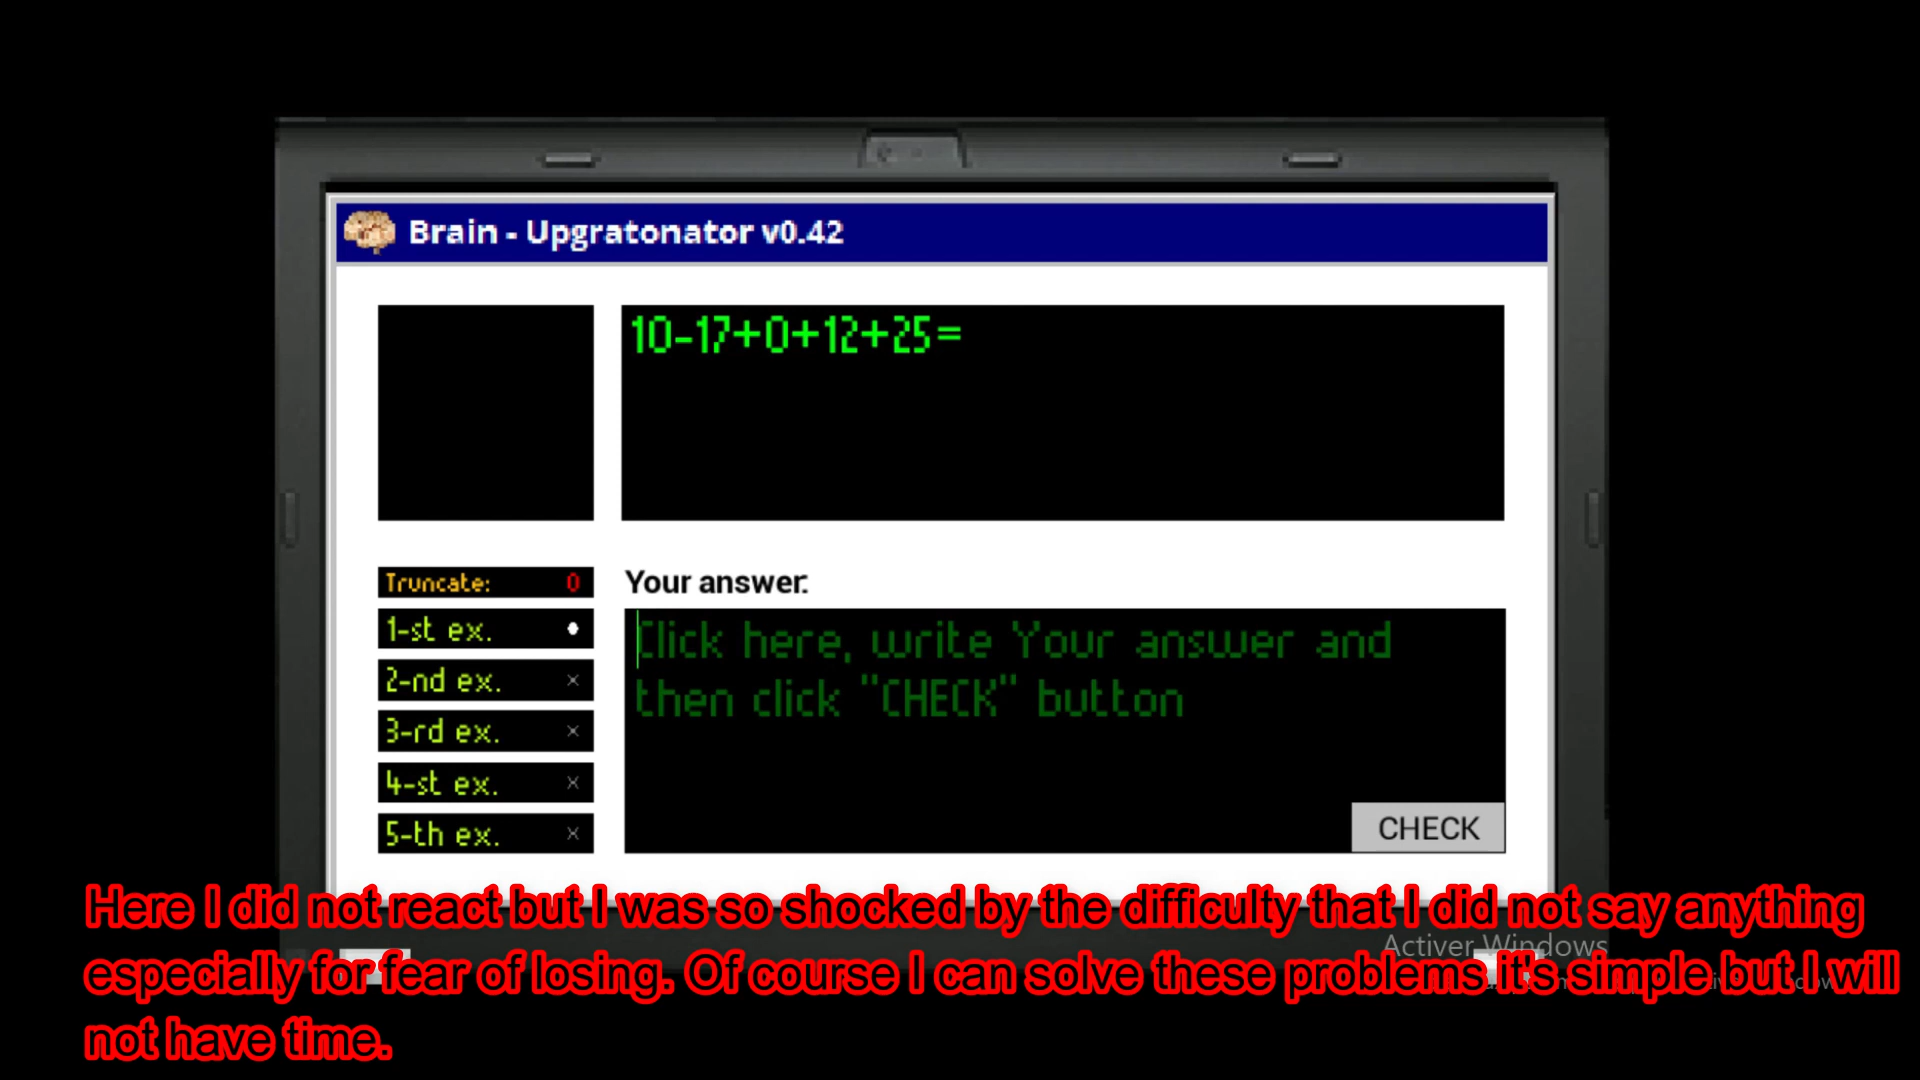 Brain - Upgratonator v0.42
10-17+0+12+25=
Truncate: 0
1-st ex.
2-nd ex.
3-rd ex.
4-st ex.
5-th ex.
Your answer:
Click here, write Your answer and
then click "CHECK" button
CHECK
Here I did not react but I was so shocked by the difficulty that I did not say anything
Activer Windows
especially for fear of losing. Of course I can solve these problems it's simple but I will
not have time.